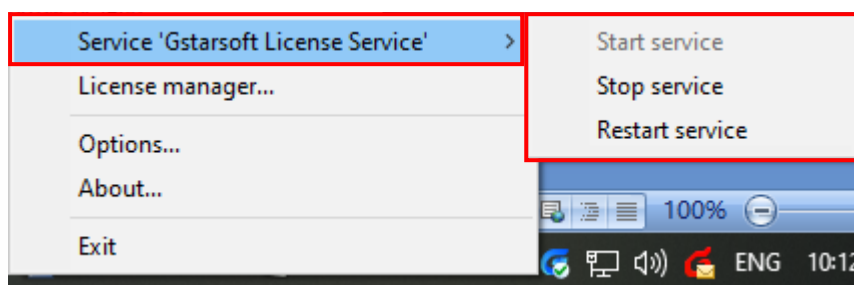 Service 'Gstarsoft License Service'
Start service
License manager...
Stop service
Restart service
Options...
About...
100%
Exit
ENG 10:12